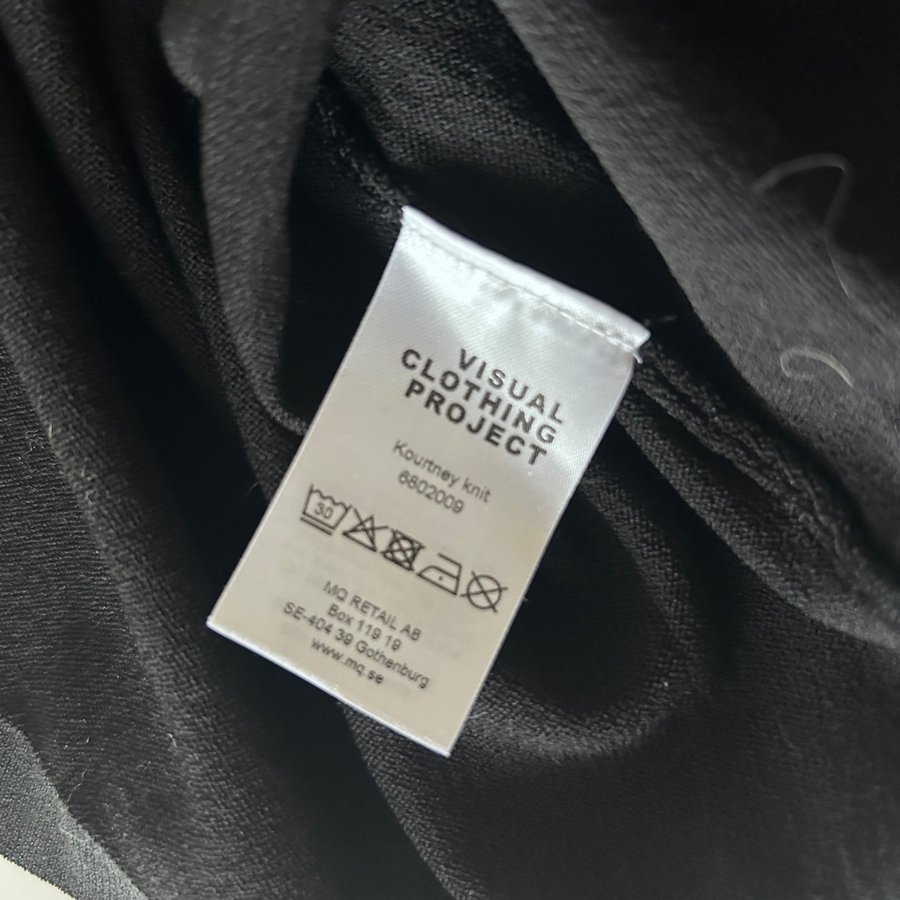 VISUAL
CLOTHING
PROJECT
Kourtney knit
6802009
30
MQ RETAIL AB
Box 119 19
SE-404 39 Gothenburg
www.mq.se